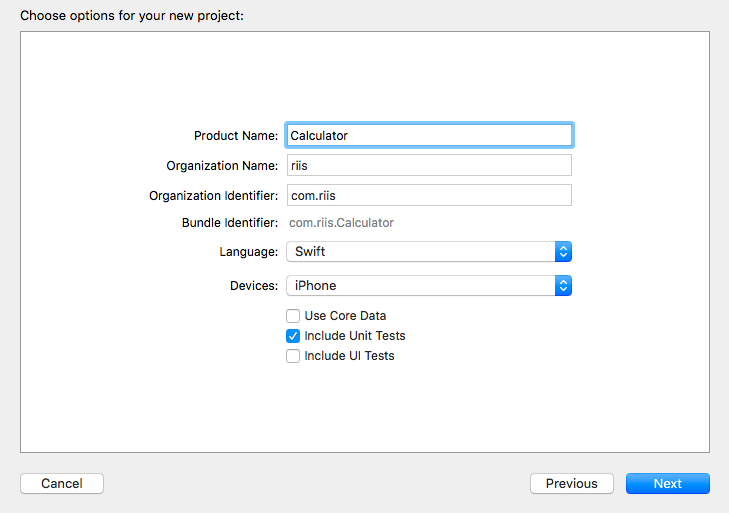 Choose options for your new project:
Product Name: Calculator
Organization Name: riis
Organization Identifier: com.riis
Bundle Identifier: com.riis.Calculator
Language: Swift
Devices: iPhone
Use Core Data
Include Unit Tests
Include UI Tests
Cancel Previous Next